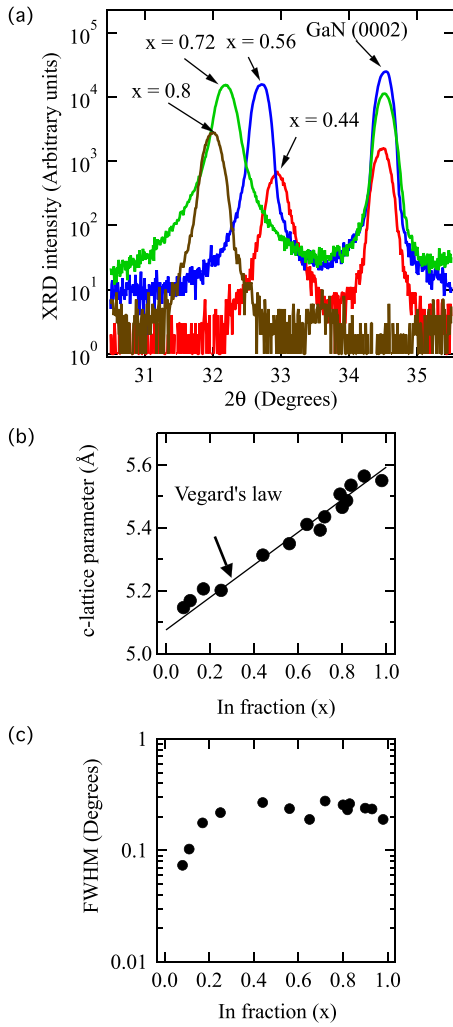 (a)
XRD intensity (Arbitrary units)
10^5
10^4
10^3
10^2
10^1
10^0
x = 0.72
x = 0.56
GaN (0002)
x = 0.8
x = 0.44
31 32 33 34 35
2θ (Degrees)
(b)
c-lattice parameter (Å)
5.6
5.4
5.2
5.0
Vegard's law
0.0 0.2 0.4 0.6 0.8 1.0
In fraction (x)
(c)
FWHM (Degrees)
1
0.1
0.01
0.0 0.2 0.4 0.6 0.8 1.0
In fraction (x)